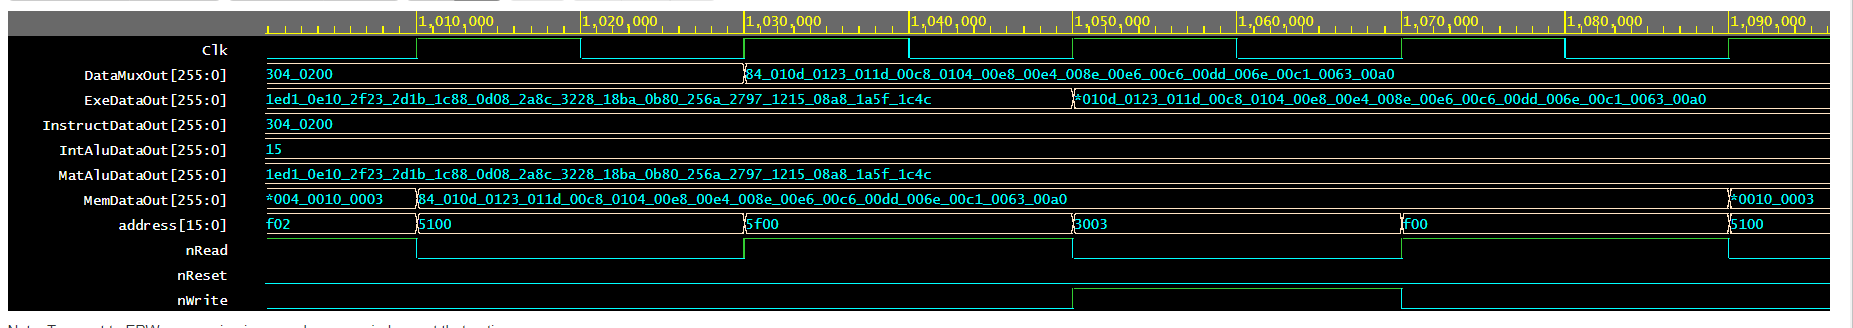 1,010,000 1,020,000 1,030,000 1,040,000 1,050,000 1,060,000 1,070,000 1,080,000 1,090,000
Clk
DataMuxOut[255:0] 304_0200 84_010d_0123_011d_00c8_0104_00e8_00e4_008e_00e6_00c6_00dd_006e_00c1_0063_00a0
ExeDataOut[255:0] 1ed1_0e10_2f23_2d1b_1c88_0d08_2a8c_3228_18ba_0b80_256a_2797_1215_08a8_1a5f_1c4c *010d_0123_011d_00c8_0104_00e8_00e4_008e_00e6_00c6_00dd_006e_00c1_0063_00a0
InstructDataOut[255:0] 304_0200
IntAluDataOut[255:0] 15
MatAluDataOut[255:0] 1ed1_0e10_2f23_2d1b_1c88_0d08_2a8c_3228_18ba_0b80_256a_2797_1215_08a8_1a5f_1c4c
MemDataOut[255:0] *004_0010_0003 84_010d_0123_011d_00c8_0104_00e8_00e4_008e_00e6_00c6_00dd_006e_00c1_0063_00a0 *0010_0003
address[15:0] f02 5100 5f00 3003 f00 5100
nRead
nReset
nWrite